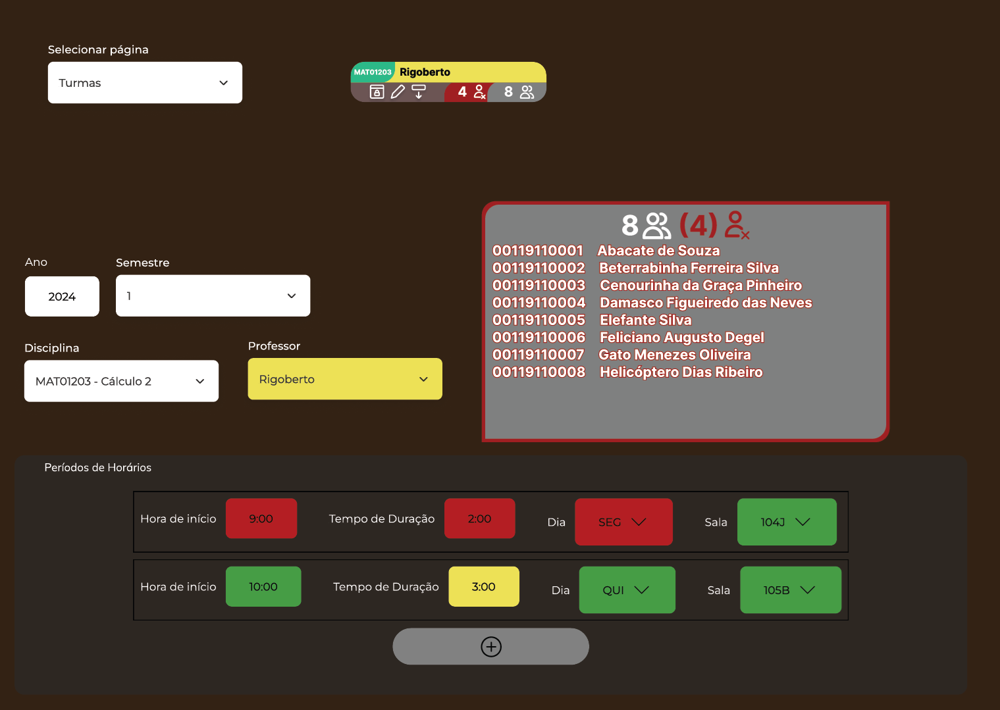 Selecionar página
Turmas
MAT01203 Rigoberto
4 8
8 (4)
00119110001 Abacate de Souza
00119110002 Beterrabinha Ferreira Silva
00119110003 Cenourinha da Graça Pinheiro
00119110004 Damasco Figueiredo das Neves
00119110005 Elefante Silva
00119110006 Feliciano Augusto Degel
00119110007 Gato Menezes Oliveira
00119110008 Helicóptero Dias Ribeiro
Ano Semestre
2024 1
Disciplina Professor
MAT01203 - Cálculo 2 Rigoberto
Períodos de Horários
Hora de início 9:00 Tempo de Duração 2:00 Dia SEG Sala 104J
Hora de início 10:00 Tempo de Duração 3:00 Dia QUI Sala 105B